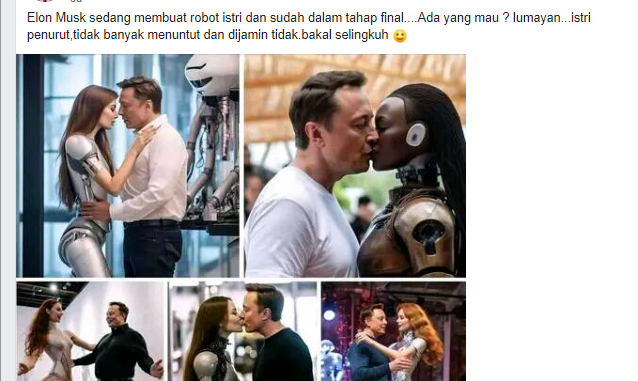 Elon Musk sedang membuat robot istri dan sudah dalam tahap final....Ada yang mau ? lumayan...istri
penurut,tidak banyak menuntut dan dijamin tidak.bakal selingkuh 🙂